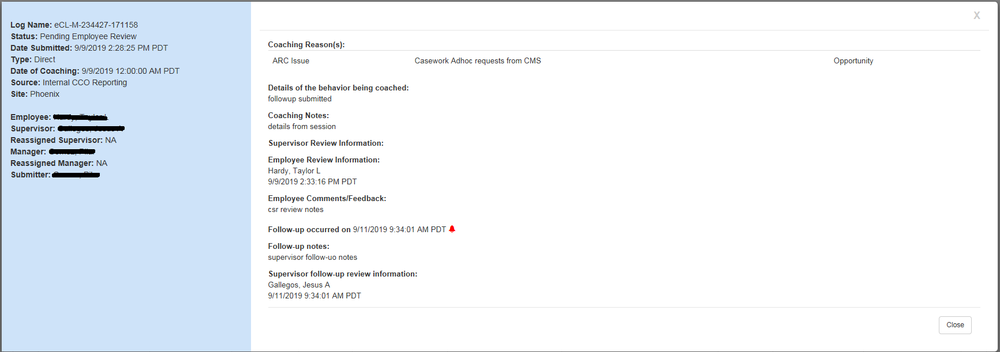 Log Name: eCL-M-234427-171158
Status: Pending Employee Review
Date Submitted: 9/9/2019 2:28:25 PM PDT
Type: Direct
Date of Coaching: 9/9/2019 12:00:00 AM PDT
Source: Internal CCO Reporting
Site: Phoenix
Employee:
Supervisor:
Reassigned Supervisor: NA
Manager:
Reassigned Manager: NA
Submitter:
X
Coaching Reason(s):
ARC Issue Casework Adhoc requests from CMS Opportunity
Details of the behavior being coached:
followup submitted
Coaching Notes:
details from session
Supervisor Review Information:
Employee Review Information:
Hardy, Taylor L
9/9/2019 2:33:16 PM PDT
Employee Comments/Feedback:
csr review notes
Follow-up occurred on 9/11/2019 9:34:01 AM PDT
Follow-up notes:
supervisor follow-uo notes
Supervisor follow-up review information:
Gallegos, Jesus A
9/11/2019 9:34:01 AM PDT
Close